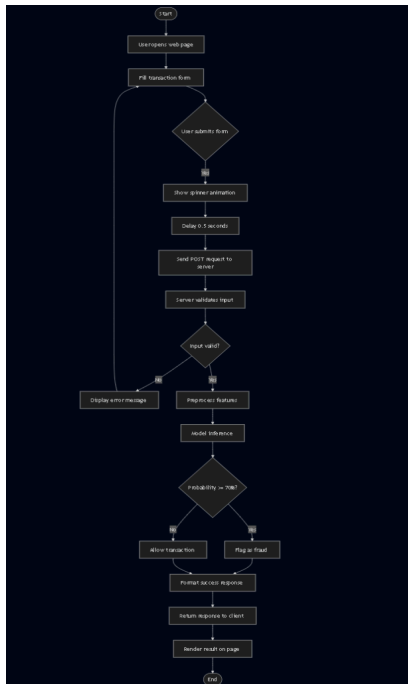 Start
User opens web page
Fill transaction form
User submits form
Yes
Show spinner animation
Delay 0.5 seconds
Send POST request to
server
Server validates input
Input valid?
No
Yes
Display error message
Preprocess features
Model inference
Probability >= 70%?
No
Yes
Allow transaction
Flag as fraud
Format success response
Return response to client
Render result on page
End